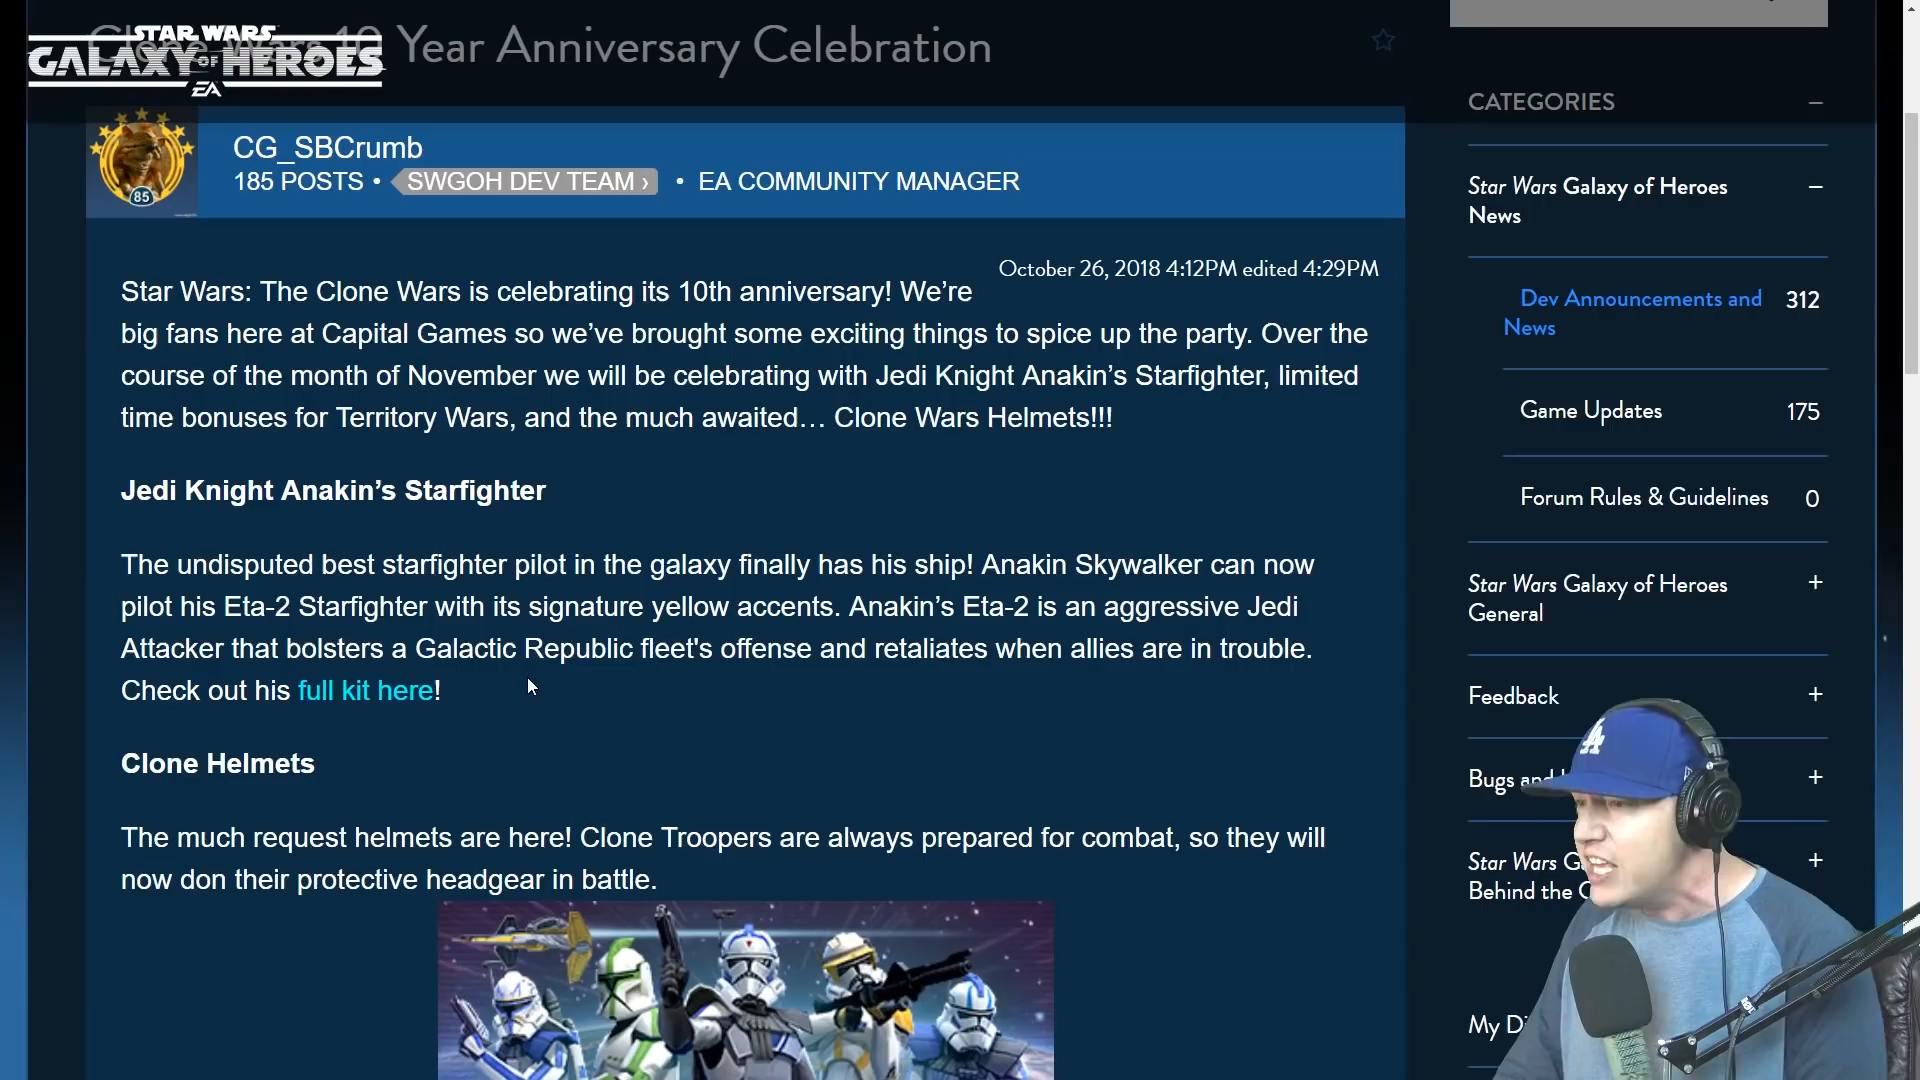 STAR WARS
GALAXY OF HEROES
EA
Clone Wars 10 Year Anniversary Celebration
CG_SBCrumb
185 POSTS • SWGOH DEV TEAM › • EA COMMUNITY MANAGER
85
October 26, 2018 4:12PM edited 4:29PM
Star Wars: The Clone Wars is celebrating its 10th anniversary! We’re
big fans here at Capital Games so we’ve brought some exciting things to spice up the party. Over the
course of the month of November we will be celebrating with Jedi Knight Anakin’s Starfighter, limited
time bonuses for Territory Wars, and the much awaited… Clone Wars Helmets!!!
Jedi Knight Anakin’s Starfighter
The undisputed best starfighter pilot in the galaxy finally has his ship! Anakin Skywalker can now
pilot his Eta-2 Starfighter with its signature yellow accents. Anakin’s Eta-2 is an aggressive Jedi
Attacker that bolsters a Galactic Republic fleet's offense and retaliates when allies are in trouble.
Check out his full kit here!
Clone Helmets
The much request helmets are here! Clone Troopers are always prepared for combat, so they will
now don their protective headgear in battle.
CATEGORIES –
Star Wars Galaxy of Heroes –
News
Dev Announcements and 312
News
Game Updates 175
Forum Rules & Guidelines 0
Star Wars Galaxy of Heroes +
General
Feedback +
Bugs and +
Star Wars G +
Behind the
My Di
LA